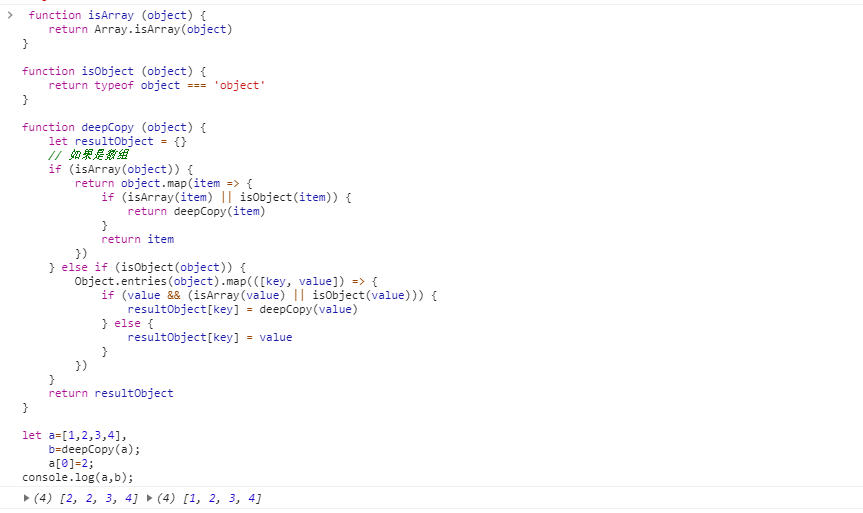 function isArray (object) {
    return Array.isArray(object)
}
function isObject (object) {
    return typeof object === 'object'
}
function deepCopy (object) {
    let resultObject = {}
    // 如果是数组
    if (isArray(object)) {
        return object.map(item => {
            if (isArray(item) || isObject(item)) {
                return deepCopy(item)
            }
            return item
        })
    } else if (isObject(object)) {
        Object.entries(object).map(([key, value]) => {
            if (value && (isArray(value) || isObject(value))) {
                resultObject[key] = deepCopy(value)
            } else {
                resultObject[key] = value
            }
        })
    }
    return resultObject
}
let a=[1,2,3,4],
    b=deepCopy(a);
    a[0]=2;
console.log(a,b);
(4) [2, 2, 3, 4] (4) [1, 2, 3, 4]